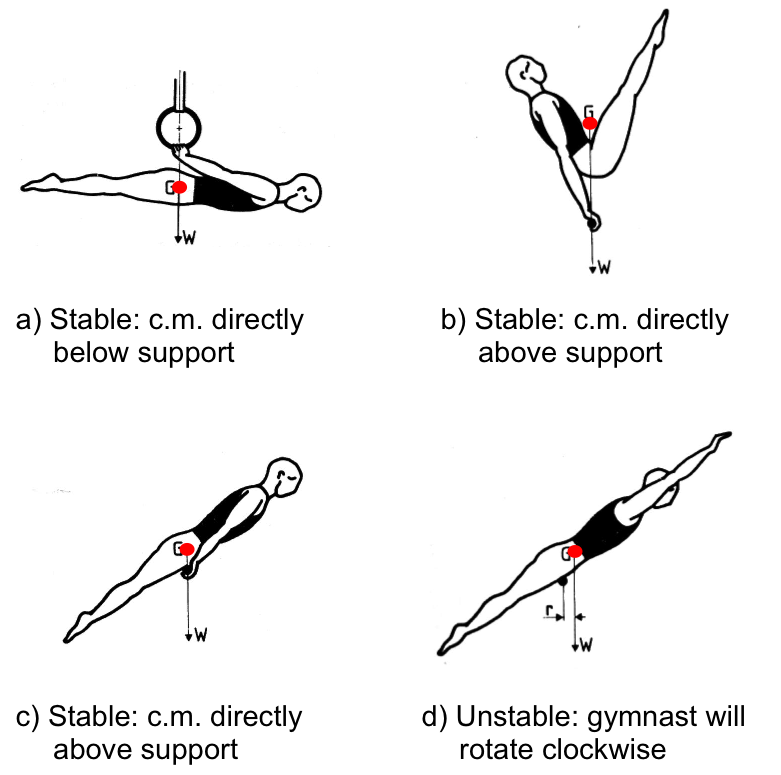 G
W
G
W
a) Stable: c.m. directly
below support
b) Stable: c.m. directly
above support
G
W
G
r
W
c) Stable: c.m. directly
above support
d) Unstable: gymnast will
rotate clockwise